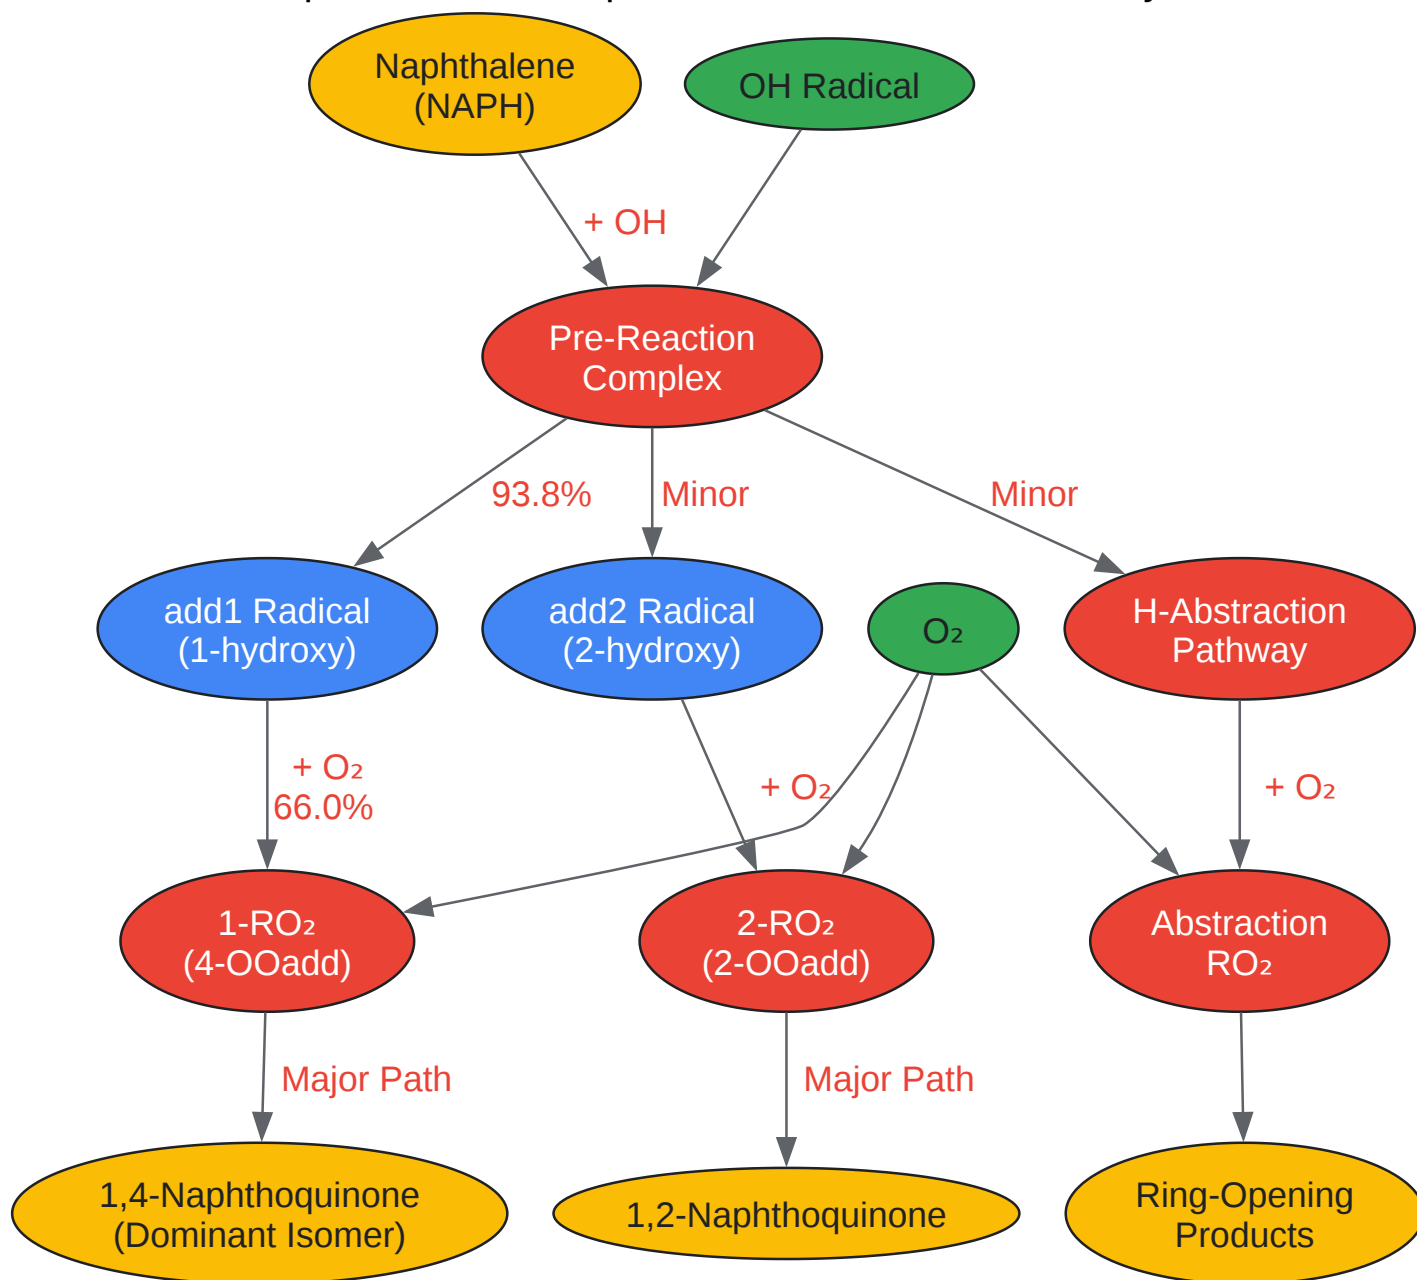 Naphthalene
(NAPH)
OH Radical
+ OH
Pre-Reaction
Complex
93.8%
Minor
Minor
add1 Radical
(1-hydroxy)
add2 Radical
(2-hydroxy)
O₂
H-Abstraction
Pathway
+ O₂
66.0%
+ O₂
+ O₂
1-RO₂
(4-OOadd)
2-RO₂
(2-OOadd)
Abstraction
RO₂
Major Path
Major Path
1,4-Naphthoquinone
(Dominant Isomer)
1,2-Naphthoquinone
Ring-Opening
Products